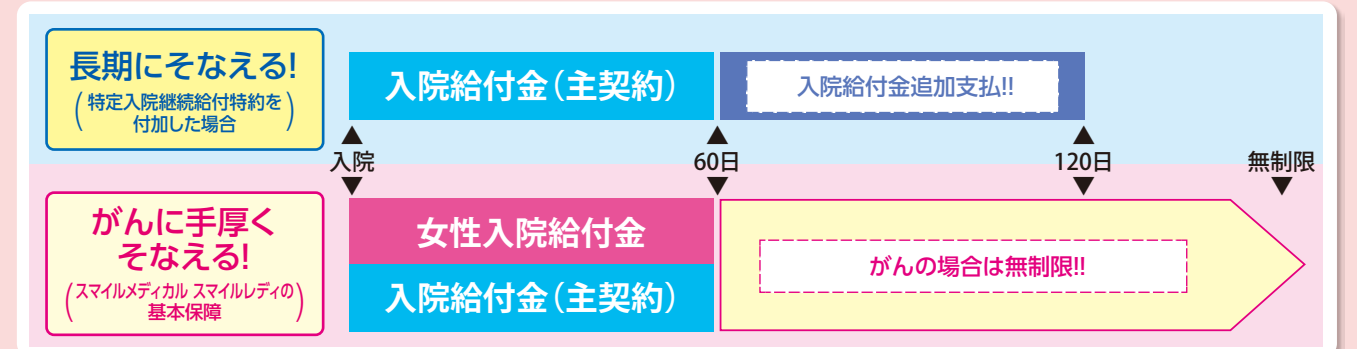 長期にそなえる!
(特定入院継続給付特約を
付加した場合)
入院給付金(主契約)
入院給付金追加支払!!
入院
60日
120日
無制限
がんに手厚く
そなえる!
(スマイルメディカル スマイルレディの
基本保障)
女性入院給付金
入院給付金(主契約)
がんの場合は無制限!!